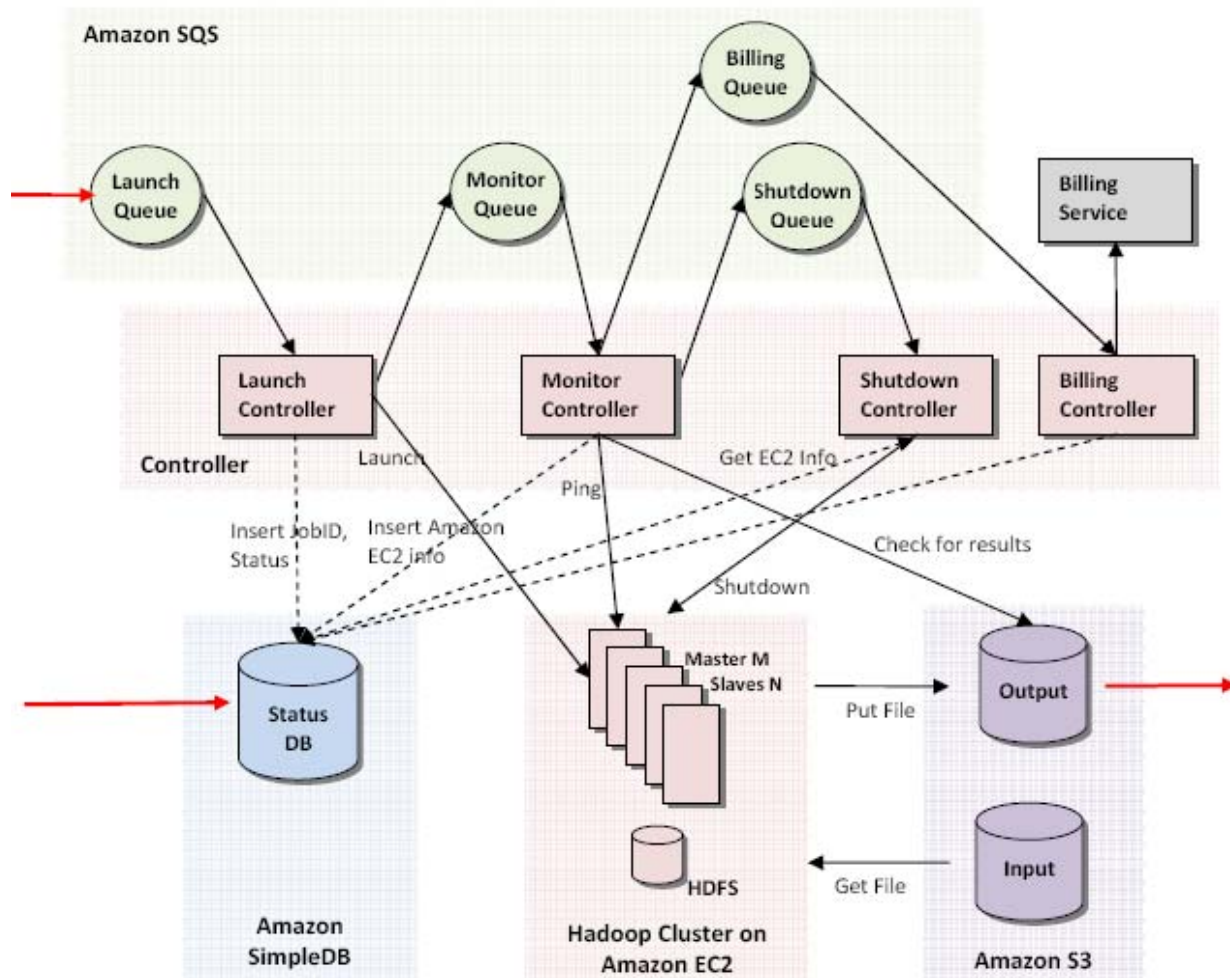 Amazon SQS
Billing
Queue
Launch
Queue
Monitor
Queue
Shutdown
Queue
Billing
Service
Launch
Controller
Monitor
Controller
Shutdown
Controller
Billing
Controller
Controller
Launch
Ping
Get EC2 Info
Insert JobID,
Status
Insert Amazon
EC2 info
Check for results
Shutdown
Master M
Slaves N
Status
DB
Output
Put File
Input
Get File
HDFS
Amazon
SimpleDB
Hadoop Cluster on
Amazon EC2
Amazon S3